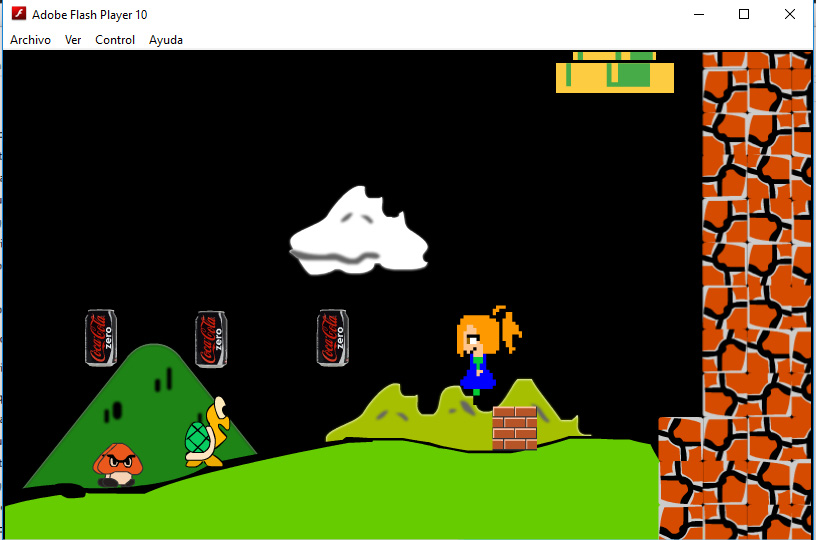 Adobe Flash Player 10
Archivo Ver Control Ayuda
Coca-Cola zero
Coca-Cola zero
Coca-Cola zero